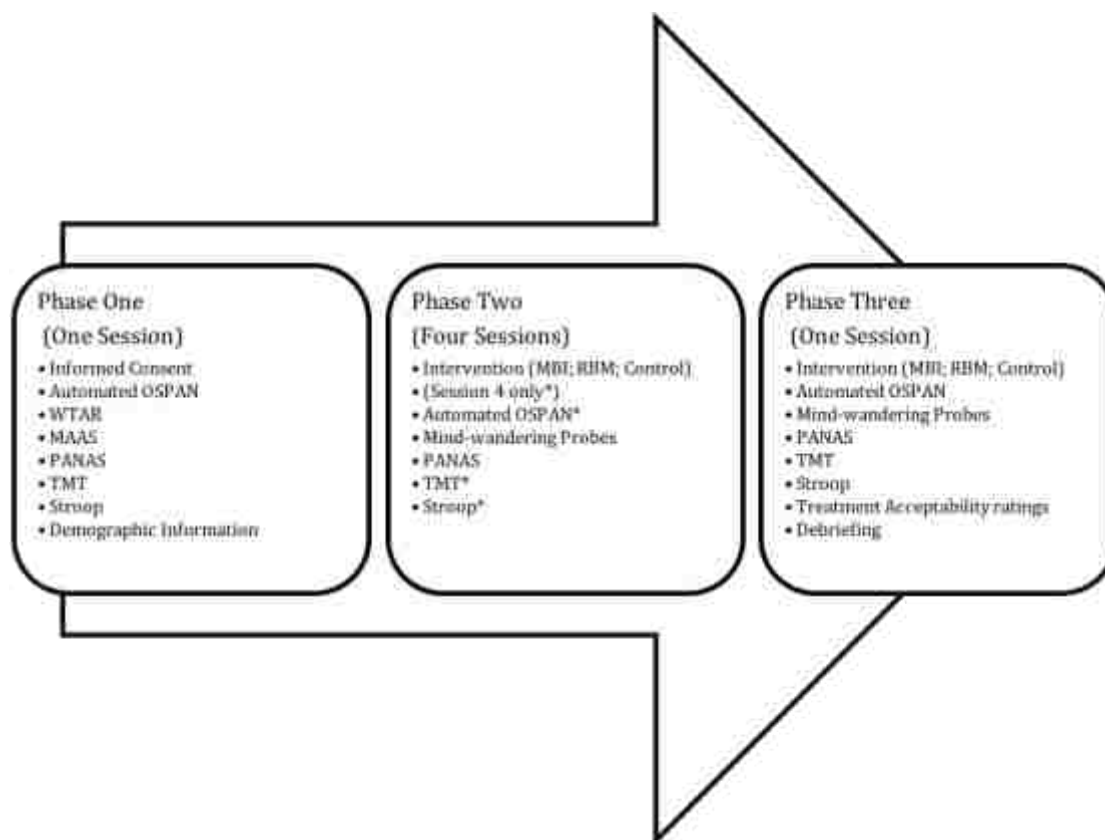 Phase One
(One Session)
• Informed Consent
• Automated OSPAN
• WTAR
• MAAS
• PANAS
• TMT
• Stroop
• Demographic Information
Phase Two
(Four Sessions)
• Intervention (MBI; RBM; Control)
• (Session 4 only*)
• Automated OSPAN*
• Mind-wandering Probes
• PANAS
• TMT*
• Stroop*
Phase Three
(One Session)
• Intervention (MBI; RBM; Control)
• Automated OSPAN
• Mind-wandering Probes
• PANAS
• TMT
• Stroop
• Treatment Acceptability ratings
• Debriefing